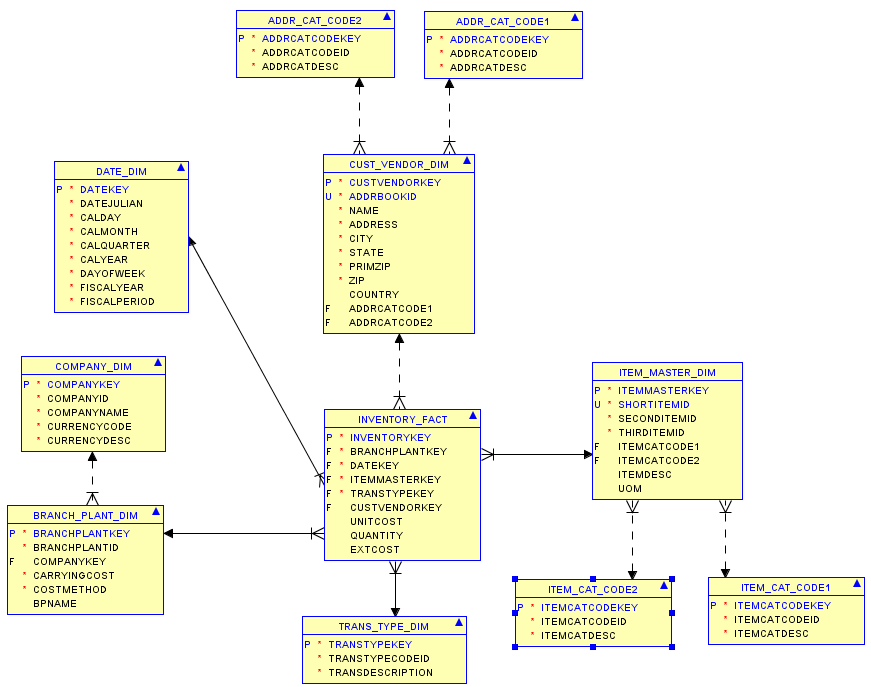 ADDR_CAT_CODE2
P * ADDRCATCODEKEY
* ADDRCATCODEID
* ADDRCATDESC
ADDR_CAT_CODE1
P * ADDRCATCODEKEY
* ADDRCATCODEID
* ADDRCATDESC
DATE_DIM
P * DATEKEY
* DATEJULIAN
* CALDAY
* CALMONTH
* CALQUARTER
* CALYEAR
* DAYOFWEEK
* FISCALYEAR
* FISCALPERIOD
CUST_VENDOR_DIM
P * CUSTVENDORKEY
U * ADDRBOOKID
* NAME
* ADDRESS
* CITY
* STATE
* PRIMZIP
* ZIP
COUNTRY
F ADDRCATCODE1
F ADDRCATCODE2
COMPANY_DIM
P * COMPANYKEY
* COMPANYID
* COMPANYNAME
* CURRENCYCODE
* CURRENCYDESC
INVENTORY_FACT
P * INVENTORYKEY
F * BRANCHPLANTKEY
F * DATEKEY
F * ITEMMASTERKEY
F * TRANSTYPEKEY
F CUSTVENDORKEY
UNITCOST
QUANTITY
EXTCOST
ITEM_MASTER_DIM
P * ITEMMASTERKEY
U * SHORTITEMID
* SECONDITEMID
* THIRDITEMID
F ITEMCATCODE1
F ITEMCATCODE2
ITEMDESC
UOM
BRANCH_PLANT_DIM
P * BRANCHPLANTKEY
* BRANCHPLANTID
F COMPANYKEY
* CARRYINGCOST
* COSTMETHOD
BPNAME
TRANS_TYPE_DIM
P * TRANSTYPEKEY
* TRANSTYPECODEID
* TRANSDESCRIPTION
ITEM_CAT_CODE2
P * ITEMCATCODEKEY
* ITEMCATCODEID
* ITEMCATDESC
ITEM_CAT_CODE1
P * ITEMCATCODEKEY
* ITEMCATCODEID
* ITEMCATDESC